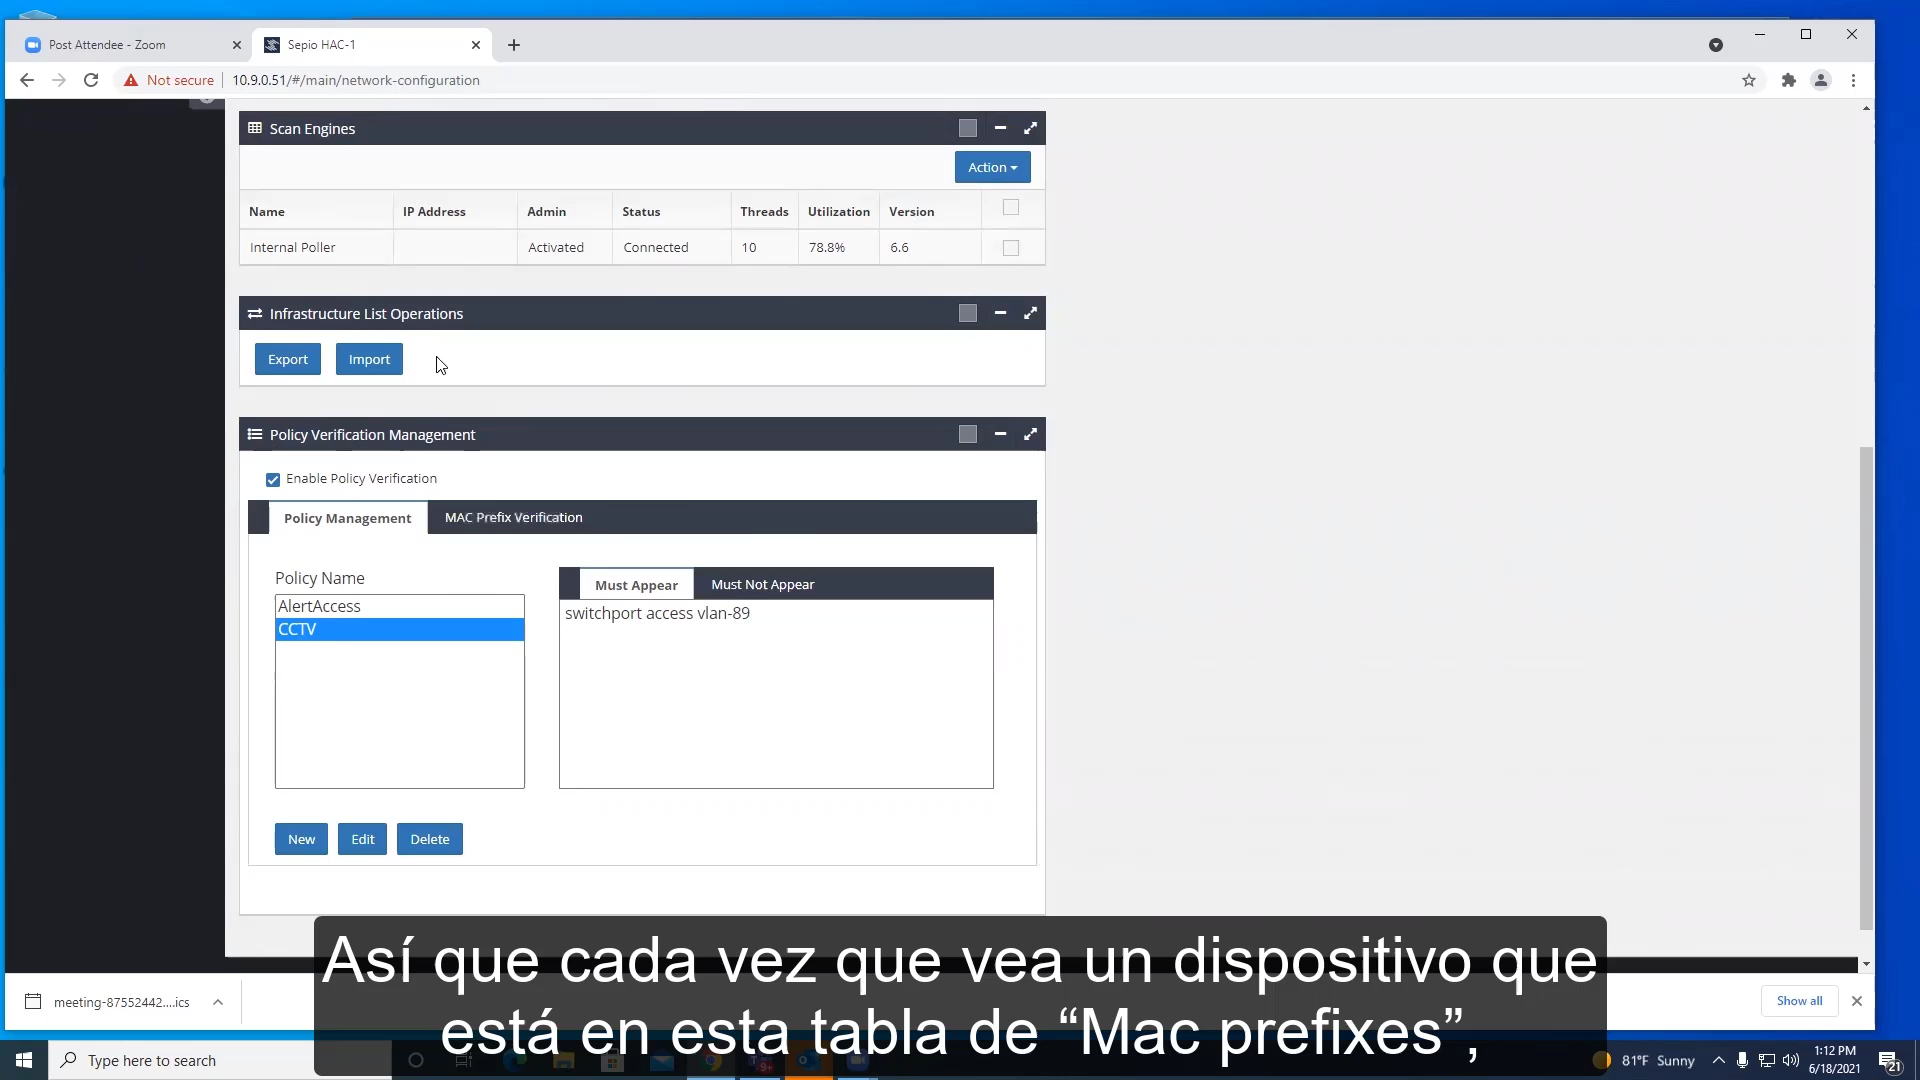 Post Attendee - Zoom
Sepio HAC-1
Not secure
10.9.0.51/#/main/network-configuration
Scan Engines
Action
Name IP Address Admin Status Threads Utilization Version
Internal Poller Activated Connected 10 78.8% 6.6
Infrastructure List Operations
Export Import
Policy Verification Management
Enable Policy Verification
Policy Management MAC Prefix Verification
Policy Name
AlertAccess
CCTV
Must Appear Must Not Appear
switchport access vlan-89
New Edit Delete
Así que cada vez que vea un dispositivo que
está en esta tabla de “Mac prefixes”,
meeting-87552442....ics
Show all
Type here to search
81°F Sunny
1:12 PM
6/18/2021
21